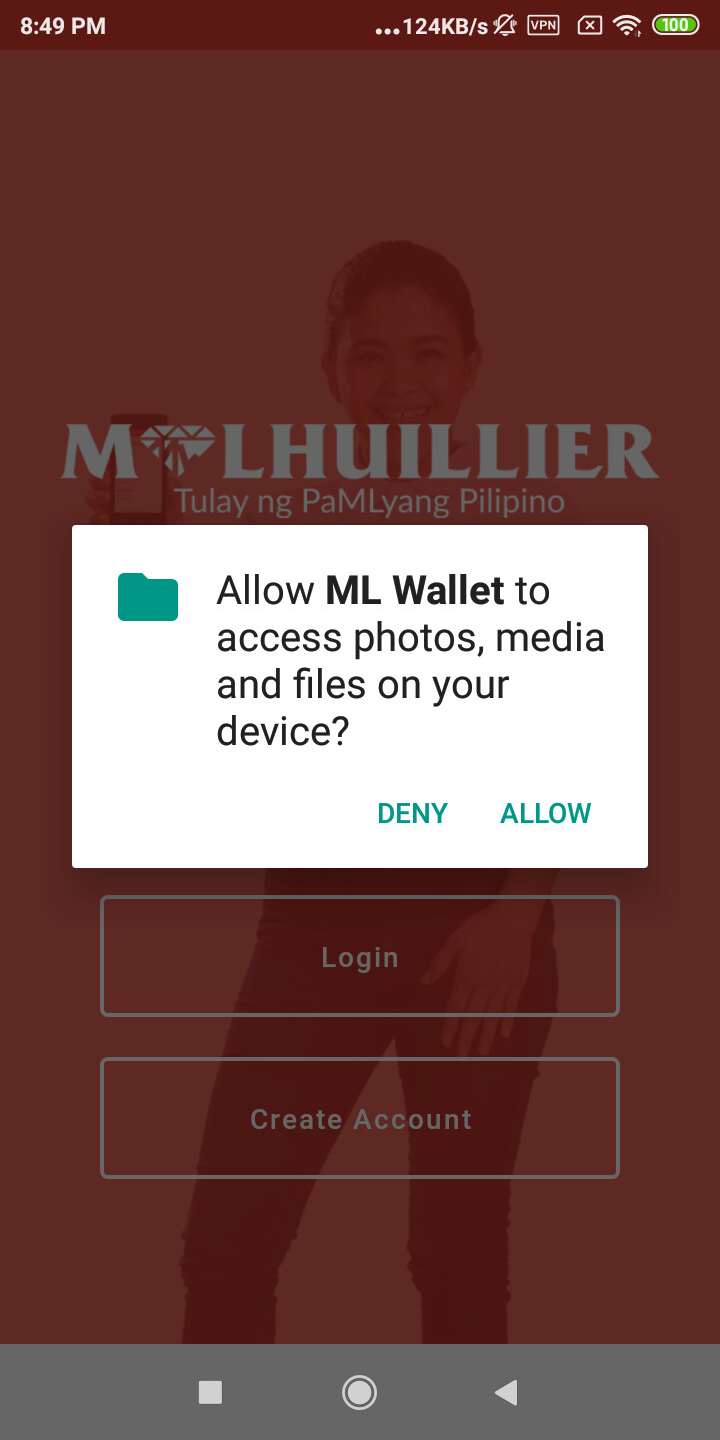 8:49 PM
...124KB/s VPN 100
M LHUILLIER
Tulay ng PaMLyang Pilipino
Allow ML Wallet to
access photos, media
and files on your
device?
DENY ALLOW
Login
Create Account